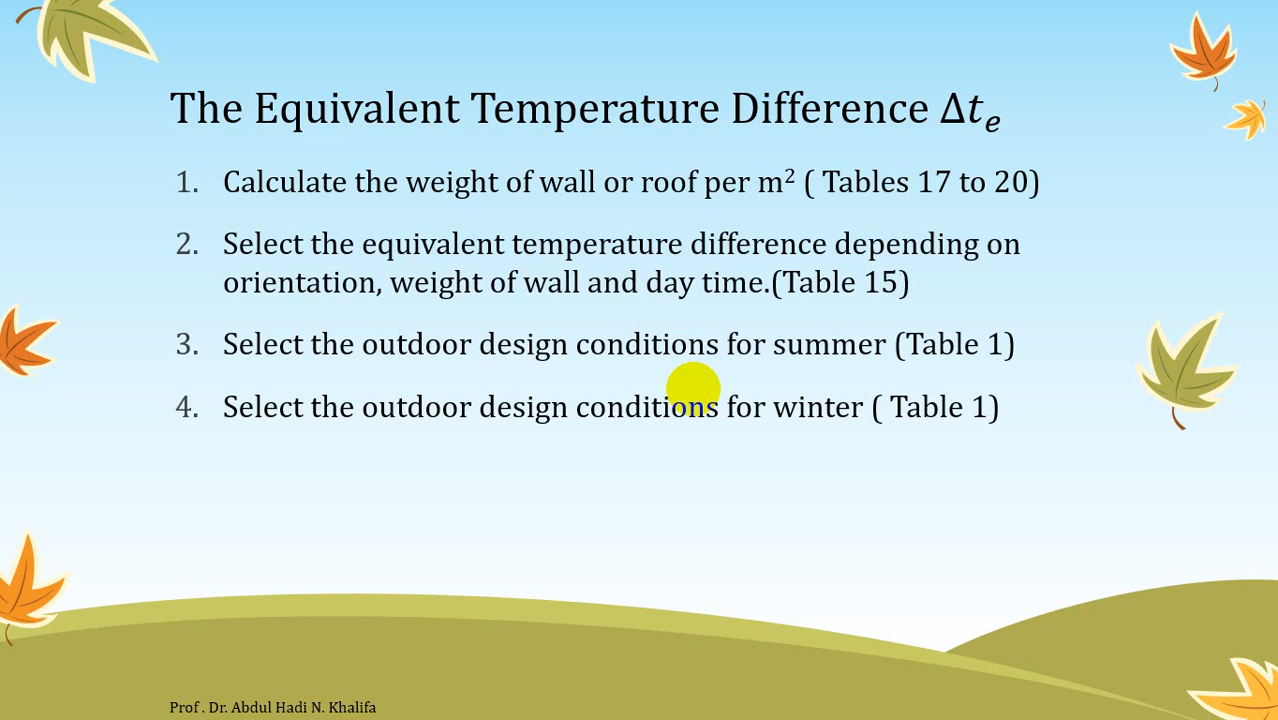 The Equivalent Temperature Difference Δtₑ
1. Calculate the weight of wall or roof per m² ( Tables 17 to 20)
2. Select the equivalent temperature difference depending on
orientation, weight of wall and day time.(Table 15)
3. Select the outdoor design conditions for summer (Table 1)
4. Select the outdoor design conditions for winter ( Table 1)
Prof . Dr. Abdul Hadi N. Khalifa